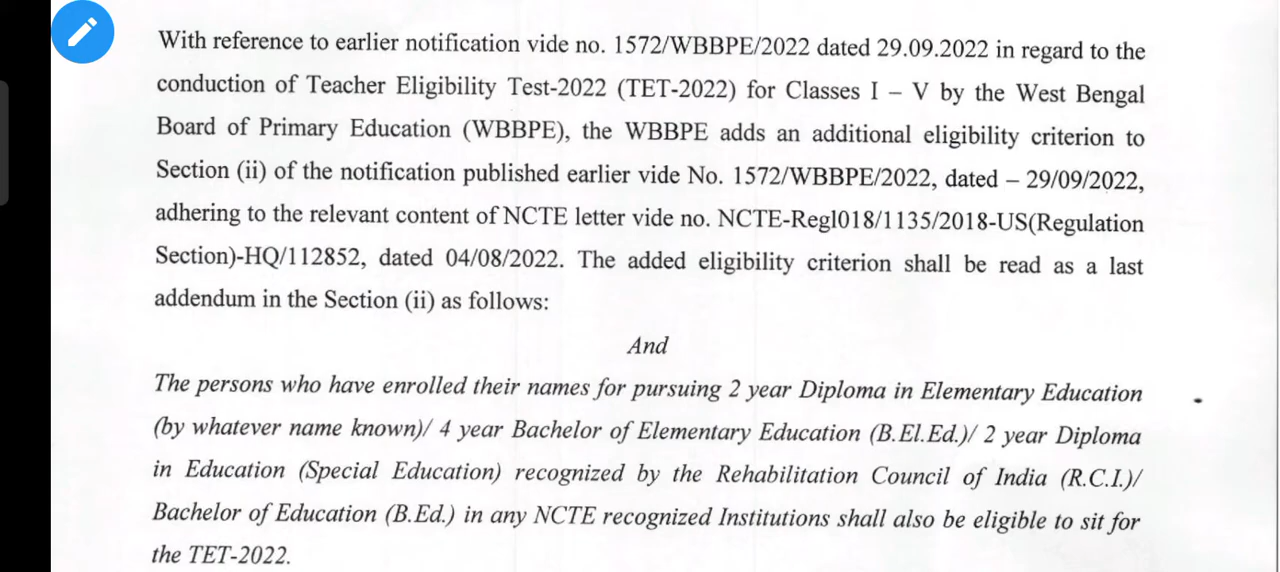 With reference to earlier notification vide no. 1572/WBBPE/2022 dated 29.09.2022 in regard to the
conduction of Teacher Eligibility Test-2022 (TET-2022) for Classes I – V by the West Bengal
Board of Primary Education (WBBPE), the WBBPE adds an additional eligibility criterion to
Section (ii) of the notification published earlier vide No. 1572/WBBPE/2022, dated – 29/09/2022,
adhering to the relevant content of NCTE letter vide no. NCTE-Regl018/1135/2018-US(Regulation
Section)-HQ/112852, dated 04/08/2022. The added eligibility criterion shall be read as a last
addendum in the Section (ii) as follows:
And
The persons who have enrolled their names for pursuing 2 year Diploma in Elementary Education
(by whatever name known)/ 4 year Bachelor of Elementary Education (B.El.Ed.)/ 2 year Diploma
in Education (Special Education) recognized by the Rehabilitation Council of India (R.C.I.)/
Bachelor of Education (B.Ed.) in any NCTE recognized Institutions shall also be eligible to sit for
the TET-2022.